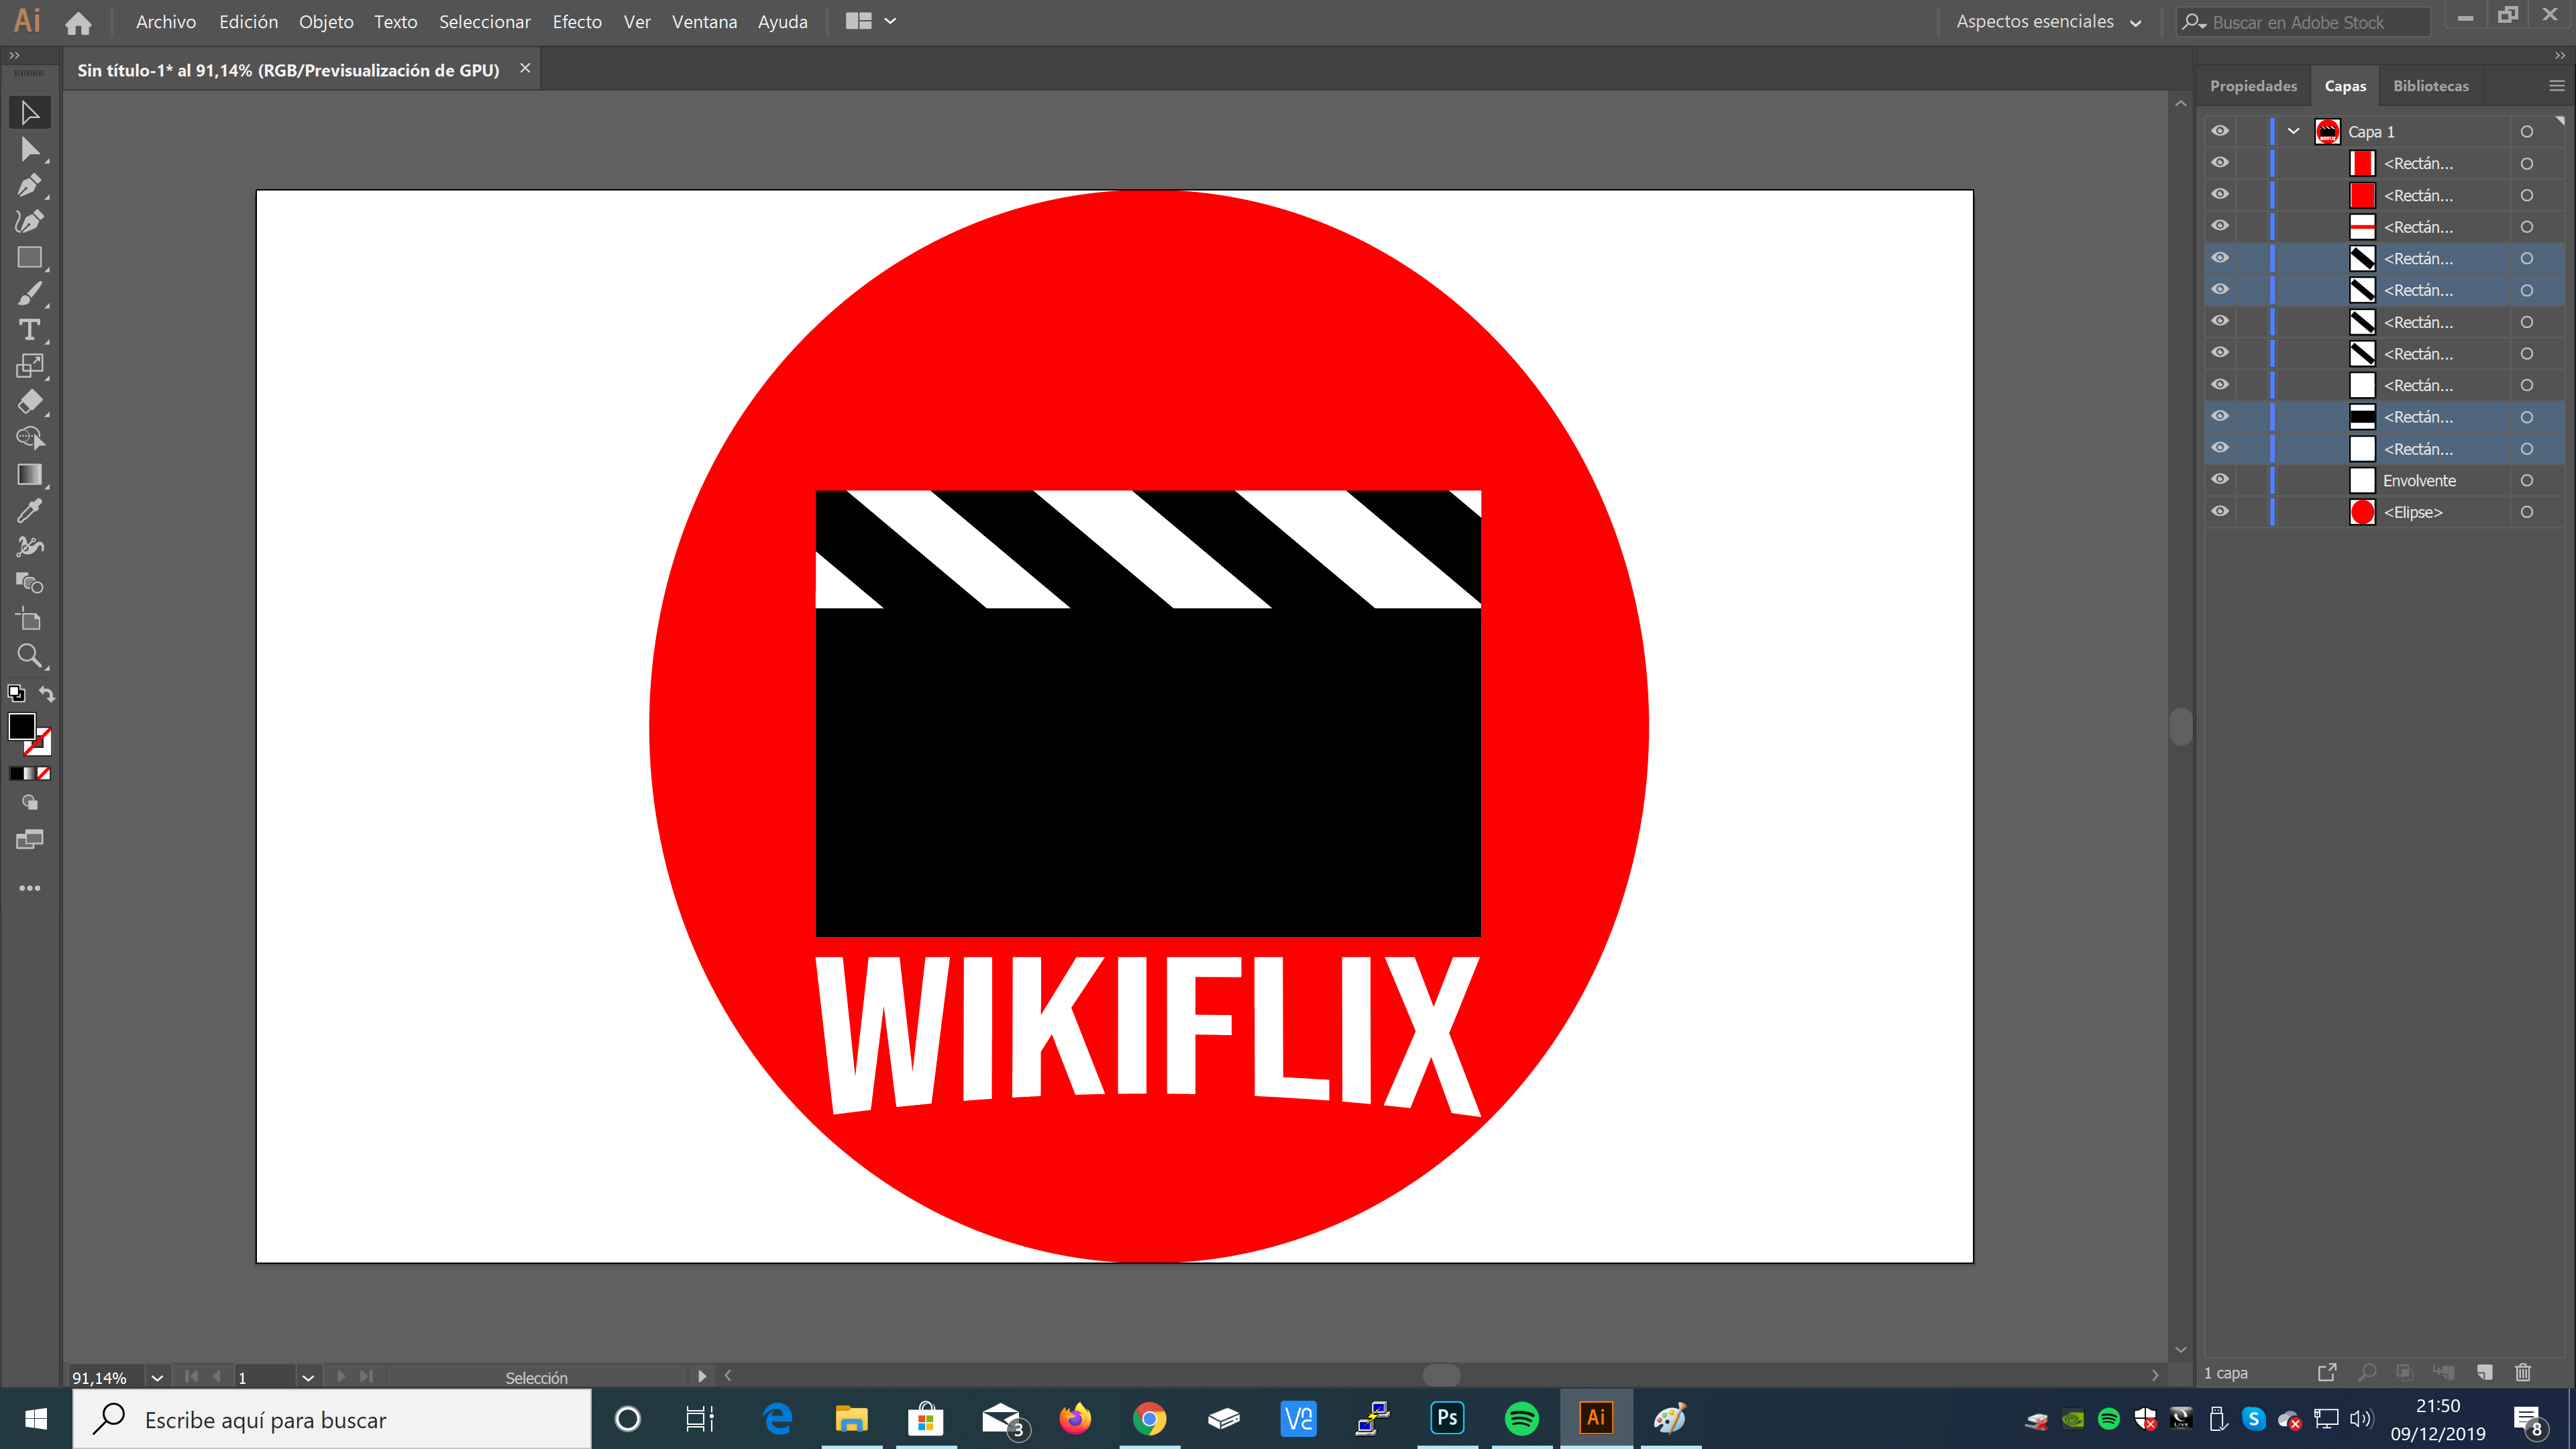 Ai Archivo Edición Objeto Texto Seleccionar Efecto Ver Ventana Ayuda Aspectos esenciales Buscar en Adobe Stock
Sin título-1* al 91,14% (RGB/Previsualización de GPU)
Propiedades Capas Bibliotecas
Capa 1
<Rectán...
<Rectán...
<Rectán...
<Rectán...
<Rectán...
<Rectán...
<Rectán...
<Rectán...
<Rectán...
<Rectán...
Envolvente
<Elipse>
WIKIFLIX
91,14% 1 Selección
1 capa
Escribe aquí para buscar
3
Ps
Ai
21:50
09/12/2019
8